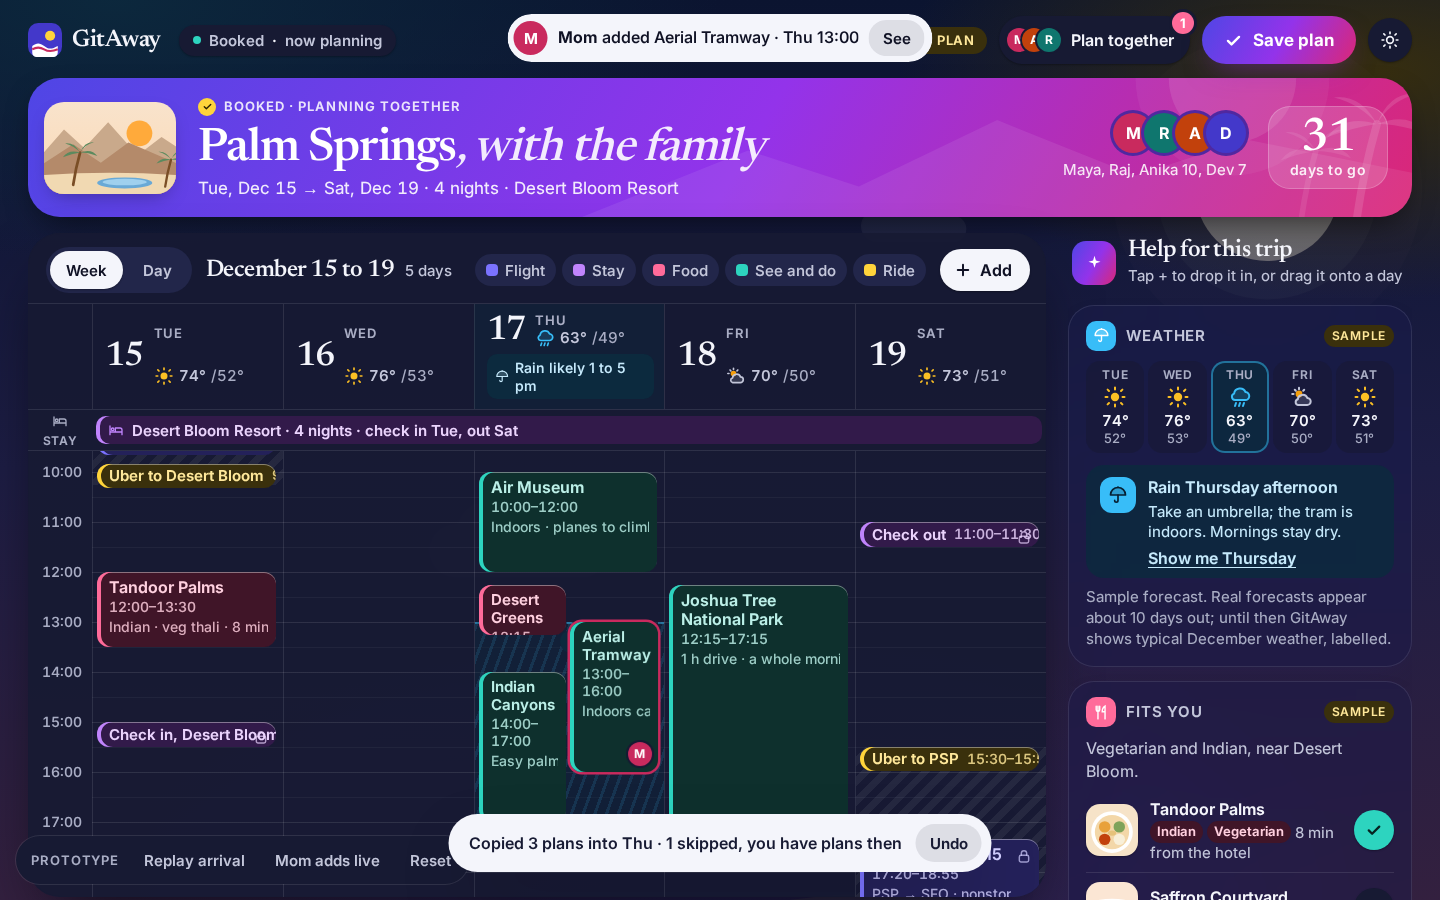 GitAway
Booked · now planning
M Mom added Aerial Tramway · Thu 13:00 See
PLAN
R
Plan together
1
Save plan
BOOKED · PLANNING TOGETHER
Palm Springs, with the family
Tue, Dec 15 → Sat, Dec 19 · 4 nights · Desert Bloom Resort
M R A D
Maya, Raj, Anika 10, Dev 7
31
days to go
Week Day
December 15 to 19 5 days
Flight Stay Food See and do Ride
+ Add
15 TUE 74° /52°
16 WED 76° /53°
17 THU 63° /49°
Rain likely 1 to 5
pm
18 FRI 70° /50°
19 SAT 73° /51°
STAY
Desert Bloom Resort · 4 nights · check in Tue, out Sat
10:00
11:00
12:00
13:00
14:00
15:00
16:00
17:00
Uber to Desert Bloom
Tandoor Palms
12:00–13:30
Indian · veg thali · 8 min
Check in, Desert Bloom
Air Museum
10:00–12:00
Indoors · planes to climb
Desert
Greens
Aerial
Tramway
13:00–
16:00
Indoors ca
M
Indian
Canyons
14:00–
17:00
Easy palm
Joshua Tree
National Park
12:15–17:15
1 h drive · a whole morni
Check out 11:00–11:30
Uber to PSP 15:30–15:
15
17:20–18:55
PSP → SFO · nonstop
PROTOTYPE Replay arrival Mom adds live Reset
Copied 3 plans into Thu · 1 skipped, you have plans then Undo
Help for this trip
Tap + to drop it in, or drag it onto a day
WEATHER SAMPLE
TUE 74° 52°
WED 76° 53°
THU 63° 49°
FRI 70° 50°
SAT 73° 51°
Rain Thursday afternoon
Take an umbrella; the tram is
indoors. Mornings stay dry.
Show me Thursday
Sample forecast. Real forecasts appear
about 10 days out; until then GitAway
shows typical December weather, labelled.
FITS YOU SAMPLE
Vegetarian and Indian, near Desert
Bloom.
Tandoor Palms
Indian Vegetarian 8 min
from the hotel
Saffron Courtyard